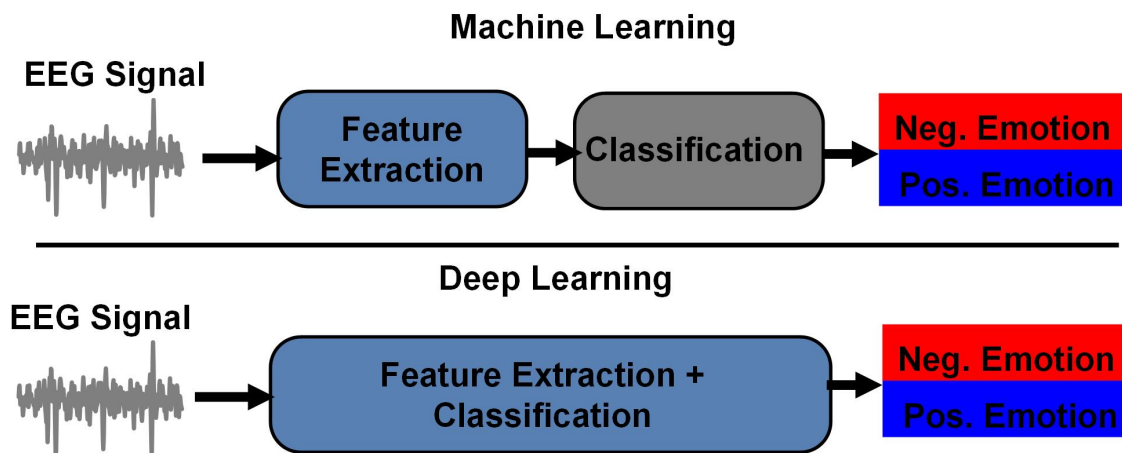 Machine Learning
EEG Signal
Feature
Extraction
Classification
Neg. Emotion
Pos. Emotion
Deep Learning
EEG Signal
Feature Extraction +
Classification
Neg. Emotion
Pos. Emotion